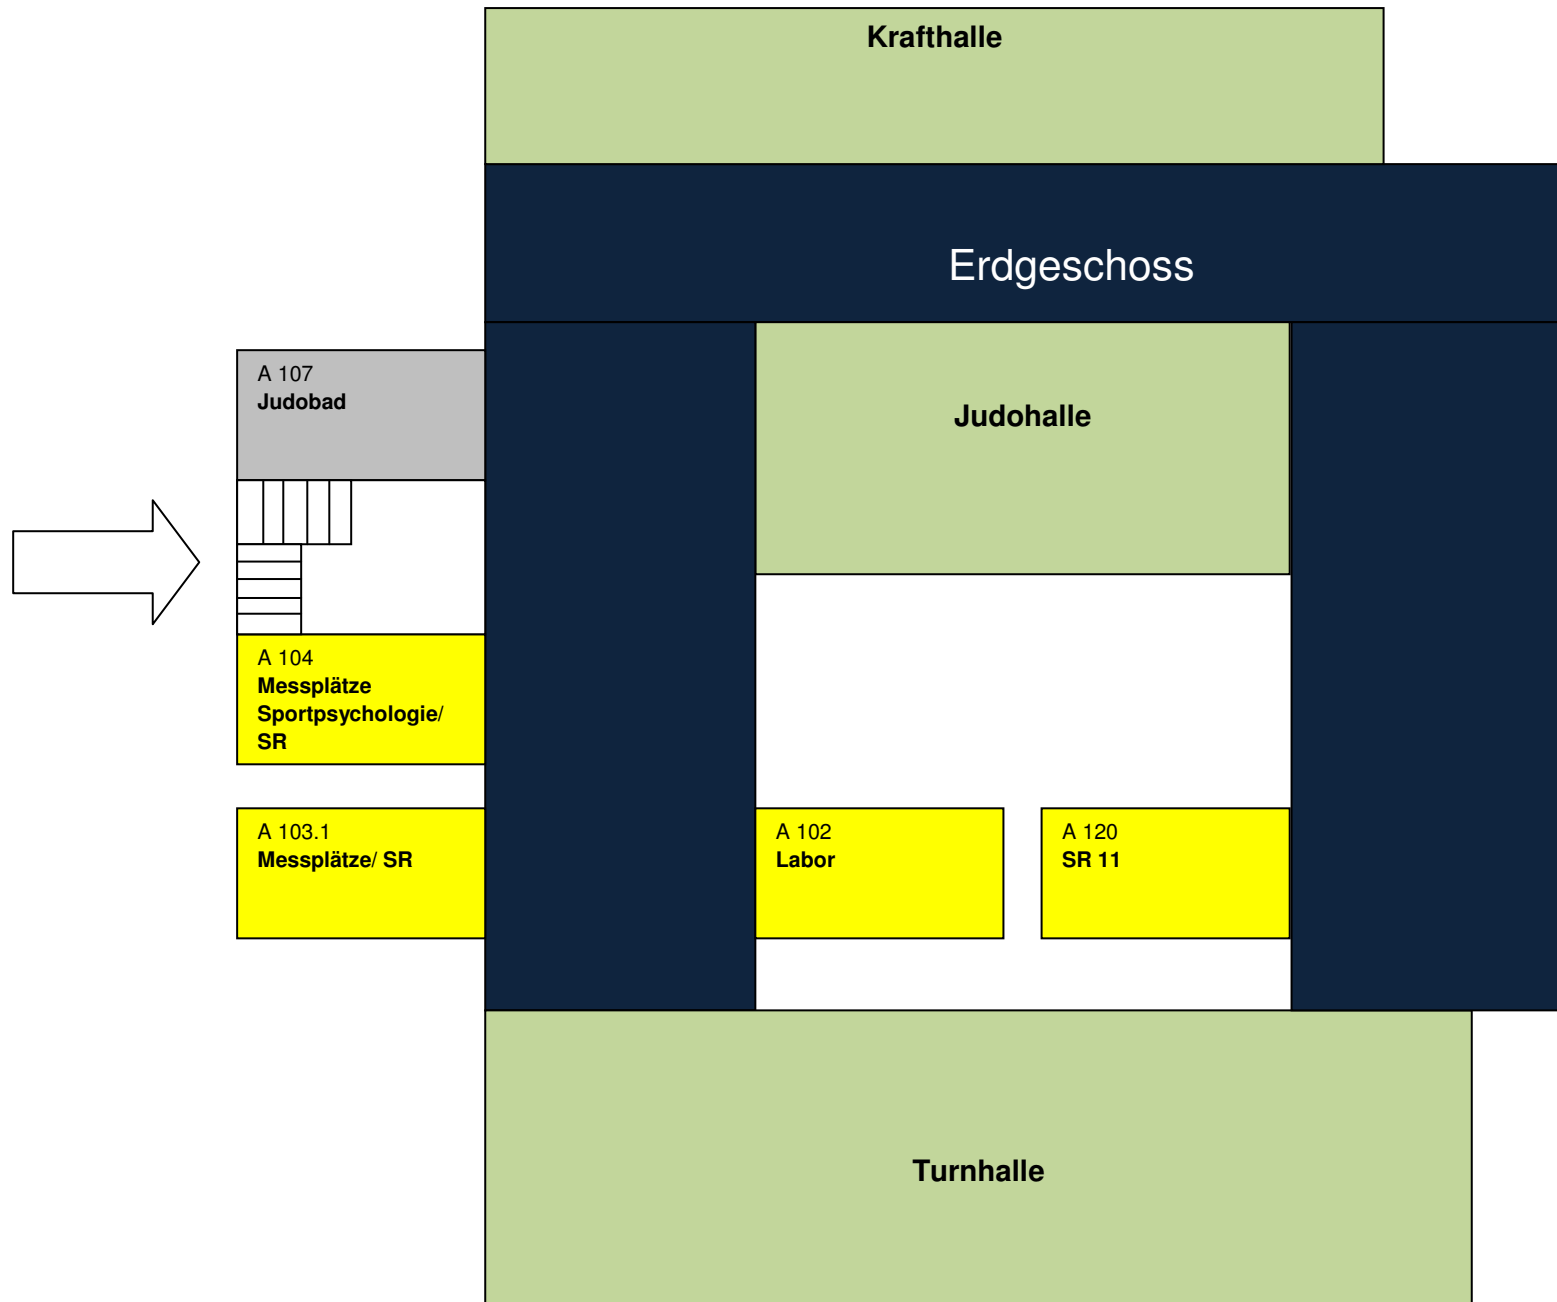 Krafthalle
Erdgeschoss
A 107
Judobad
Judohalle
A 104
Messplätze
Sportpsychologie/
SR
A 103.1
Messplätze/ SR
A 102
Labor
A 120
SR 11
Turnhalle